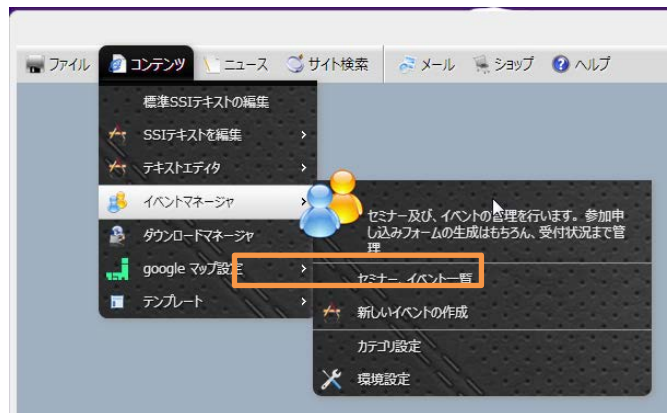 ファイル コンテンツ ニュース サイト検索 メール ショップ ヘルプ
標準SSIテキストの編集
SSIテキストを編集
テキストエディタ
イベントマネージャ
ダウンロードマネージャ
google マップ設定
テンプレート
セミナー及び、イベントの管理を行います。参加申
し込みフォームの生成はもちろん、受付状況まで管
理
セミナー、イベント一覧
新しいイベントの作成
カテゴリ設定
環境設定